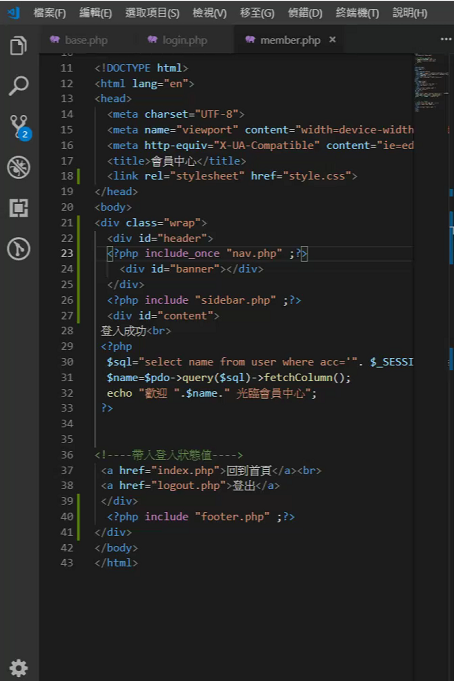 檔案(F) 編輯(E) 選取項目(S) 檢視(V) 移至(G) 偵錯(D) 終端機(T) 說明(H)
base.php login.php member.php ×
11 <!DOCTYPE html>
12 <html lang="en">
13 <head>
14 <meta charset="UTF-8">
15 <meta name="viewport" content="width=device-width
16 <meta http-equiv="X-UA-Compatible" content="ie=ed
17 <title>會員中心</title>
18 <link rel="stylesheet" href="style.css">
19 </head>
20 <body>
21 <div class="wrap">
22 <div id="header">
23 <?php include_once "nav.php" ;?>
24 <div id="banner"></div>
25 </div>
26 <?php include "sidebar.php" ;?>
27 <div id="content">
28 登入成功<br>
29 <?php
30 $sql="select name from user where acc='". $_SESSI
31 $name=$pdo->query($sql)->fetchColumn();
32 echo "歡迎 ".$name." 光臨會員中心";
33 ?>
34
35
36 <!----帶入登入狀態值---->
37 <a href="index.php">回到首頁</a><br>
38 <a href="logout.php">登出</a>
39 </div>
40 <?php include "footer.php" ;?>
41 </div>
42 </body>
43 </html>
2